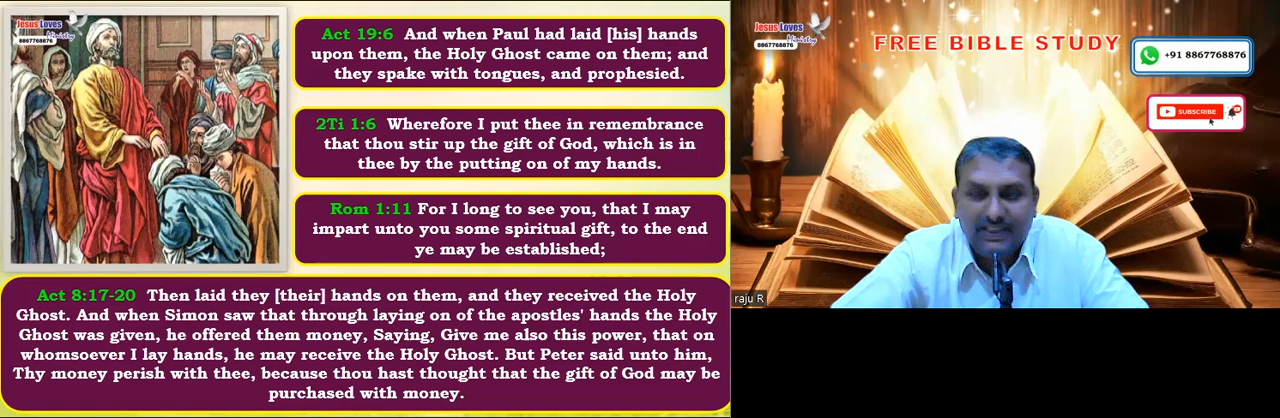 Jesus Loves
Ministry
8867768876
Act 19:6 And when Paul had laid [his] hands
upon them, the Holy Ghost came on them; and
they spake with tongues, and prophesied.
2Ti 1:6 Wherefore I put thee in remembrance
that thou stir up the gift of God, which is in
thee by the putting on of my hands.
Rom 1:11 For I long to see you, that I may
impart unto you some spiritual gift, to the end
ye may be established;
Act 8:17-20 Then laid they [their] hands on them, and they received the Holy
Ghost. And when Simon saw that through laying on of the apostles' hands the Holy
Ghost was given, he offered them money, Saying, Give me also this power, that on
whomsoever I lay hands, he may receive the Holy Ghost. But Peter said unto him,
Thy money perish with thee, because thou hast thought that the gift of God may be
purchased with money.
Jesus Loves
Ministry
8867768876
FREE BIBLE STUDY
+91 8867768876
SUBSCRIBE
raju R